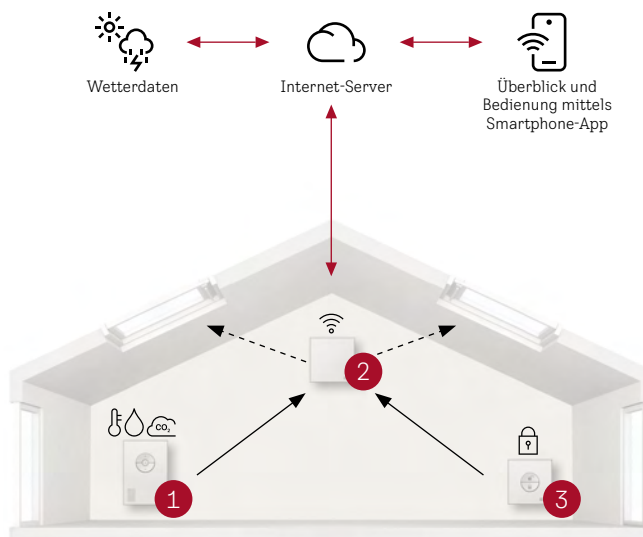 Wetterdaten
Internet-Server
Überblick und
Bedienung mittels
Smartphone-App
2
CO₂
1
3